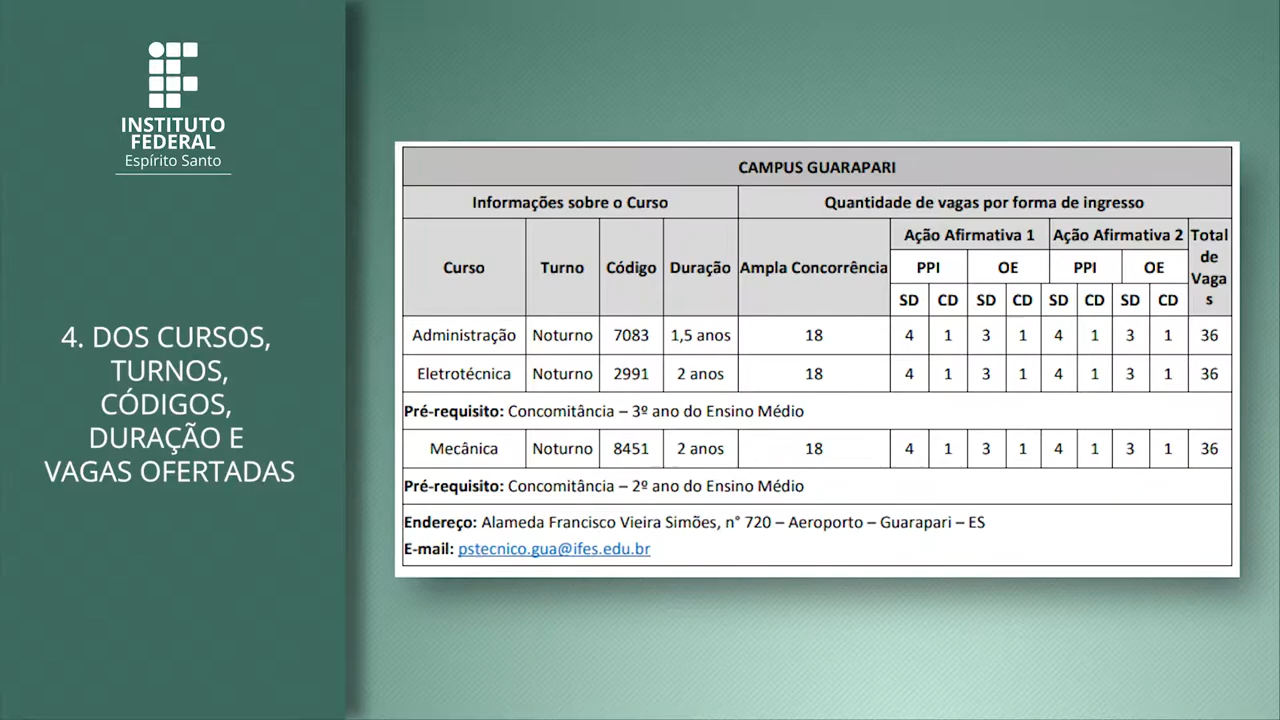 INSTITUTO
FEDERAL
Espírito Santo
4. DOS CURSOS,
TURNOS,
CÓDIGOS,
DURAÇÃO E
VAGAS OFERTADAS
CAMPUS GUARAPARI
Informações sobre o Curso Quantidade de vagas por forma de ingresso
Curso Turno Código Duração Ampla Concorrência Ação Afirmativa 1 Ação Afirmativa 2 Total
de
Vaga
s
PPI OE PPI OE
SD CD SD CD SD CD SD CD
Administração Noturno 7083 1,5 anos 18 4 1 3 1 4 1 3 1 36
Eletrotécnica Noturno 2991 2 anos 18 4 1 3 1 4 1 3 1 36
Pré-requisito: Concomitância – 3º ano do Ensino Médio
Mecânica Noturno 8451 2 anos 18 4 1 3 1 4 1 3 1 36
Pré-requisito: Concomitância – 2º ano do Ensino Médio
Endereço: Alameda Francisco Vieira Simões, n° 720 – Aeroporto – Guarapari – ES
E-mail: pstecnico.gua@ifes.edu.br